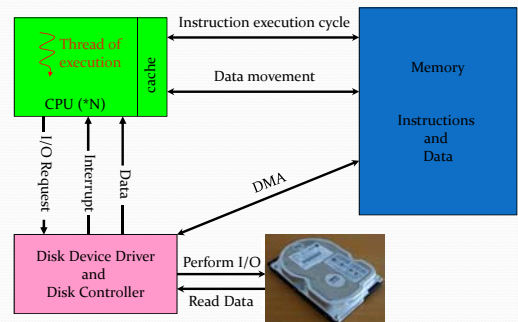 Instruction execution cycle
Thread of
execution
cache
CPU (*N)
Data movement
Memory
Instructions
and
Data
I/O Request
Interrupt
Data
DMA
Disk Device Driver
and
Disk Controller
Perform I/O
Read Data